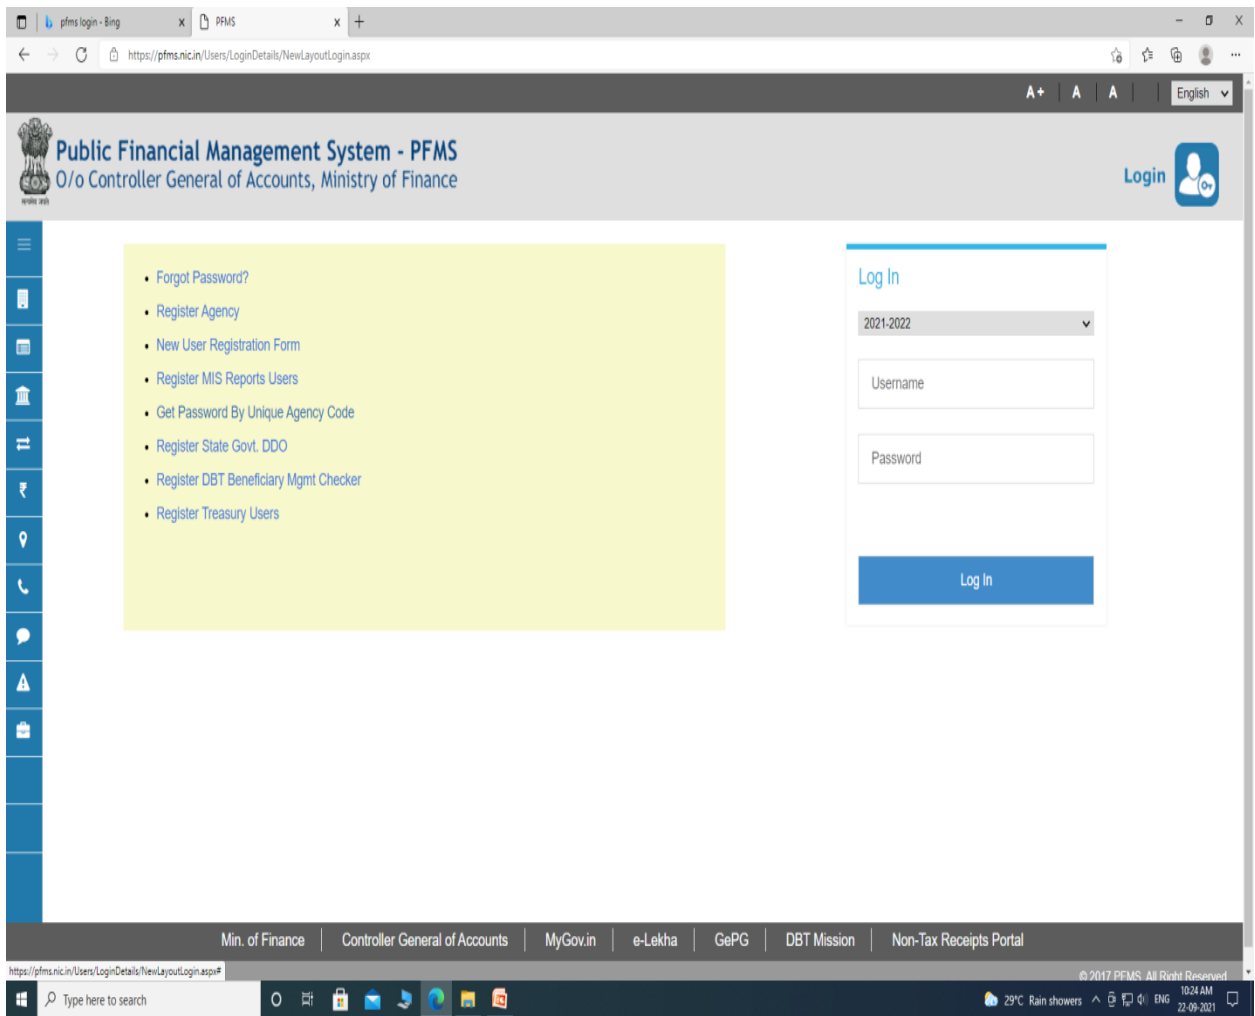 pfms login - Bing
PFMS
https://pfms.nic.in/Users/LoginDetails/NewLayoutLogin.aspx
A+ A A English
Public Financial Management System - PFMS
O/o Controller General of Accounts, Ministry of Finance
सत्यमेव जयते
Login
Forgot Password?
Register Agency
New User Registration Form
Register MIS Reports Users
Get Password By Unique Agency Code
Register State Govt. DDO
Register DBT Beneficiary Mgmt Checker
Register Treasury Users
Log In
2021-2022
Username
Password
Log In
₹
Min. of Finance Controller General of Accounts MyGov.in e-Lekha GePG DBT Mission Non-Tax Receipts Portal
https://pfms.nic.in/Users/LoginDetails/NewLayoutLogin.aspx#
© 2017 PFMS, All Right Reserved
Type here to search
29°C Rain showers
ENG
10:24 AM
22-09-2021